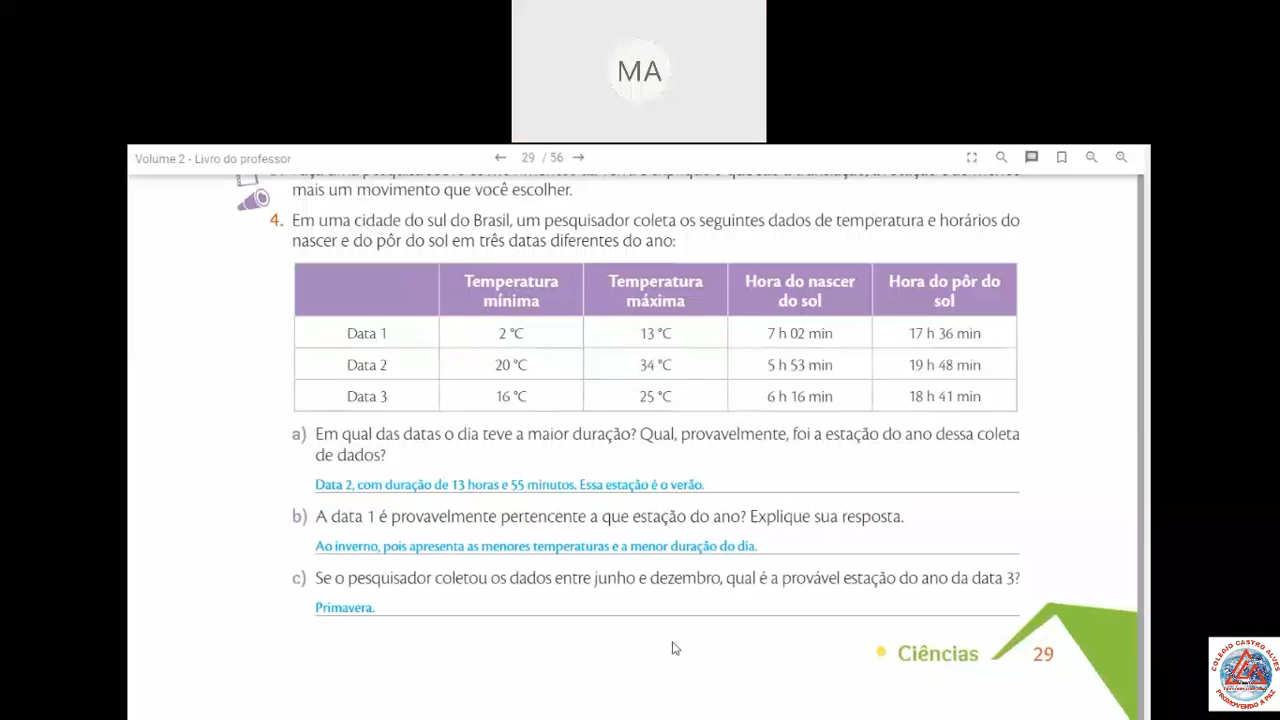 MA
Volume 2 - Livro do professor
29 / 56
mais um movimento que você escolher.
4. Em uma cidade do sul do Brasil, um pesquisador coleta os seguintes dados de temperatura e horários do
nascer e do pôr do sol em três datas diferentes do ano:
Temperatura mínima Temperatura máxima Hora do nascer do sol Hora do pôr do sol
Data 1 2 °C 13 °C 7 h 02 min 17 h 36 min
Data 2 20 °C 34 °C 5 h 53 min 19 h 48 min
Data 3 16 °C 25 °C 6 h 16 min 18 h 41 min
a) Em qual das datas o dia teve a maior duração? Qual, provavelmente, foi a estação do ano dessa coleta
de dados?
Data 2, com duração de 13 horas e 55 minutos. Essa estação é o verão.
b) A data 1 é provavelmente pertencente a que estação do ano? Explique sua resposta.
Ao inverno, pois apresenta as menores temperaturas e a menor duração do dia.
c) Se o pesquisador coletou os dados entre junho e dezembro, qual é a provável estação do ano da data 3?
Primavera.
Ciências 29
COLÉGIO CASTRO ALVES
PROMOVENDO A PAZ